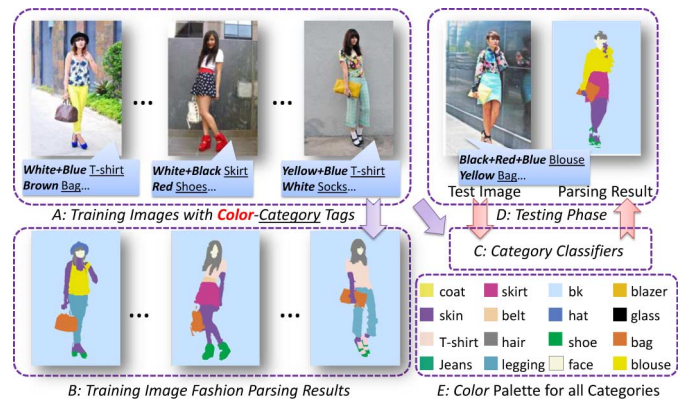 White+Blue T-shirt
Brown Bag...
...
White+Black Skirt
Red Shoes...
...
Yellow+Blue T-shirt
White Socks...
A: Training Images with Color-Category Tags
Black+Red+Blue Blouse
Yellow Bag...
Test Image Parsing Result
D: Testing Phase
C: Category Classifiers
...
...
B: Training Image Fashion Parsing Results
coat skirt bk blazer
skin belt hat glass
T-shirt hair shoe bag
Jeans legging face blouse
E: Color Palette for all Categories